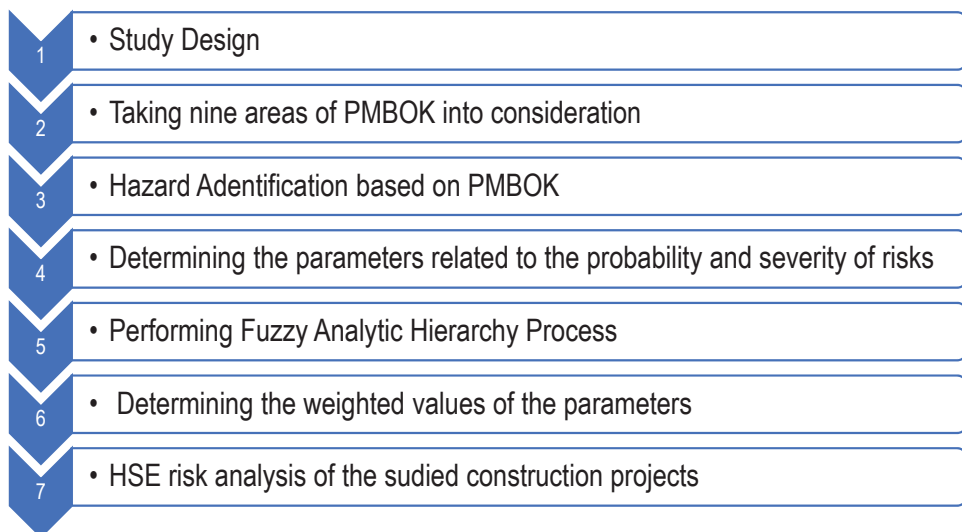 1 • Study Design
2 • Taking nine areas of PMBOK into consideration
3 • Hazard Adentification based on PMBOK
4 • Determining the parameters related to the probability and severity of risks
5 • Performing Fuzzy Analytic Hierarchy Process
6 • Determining the weighted values of the parameters
7 • HSE risk analysis of the sudied construction projects